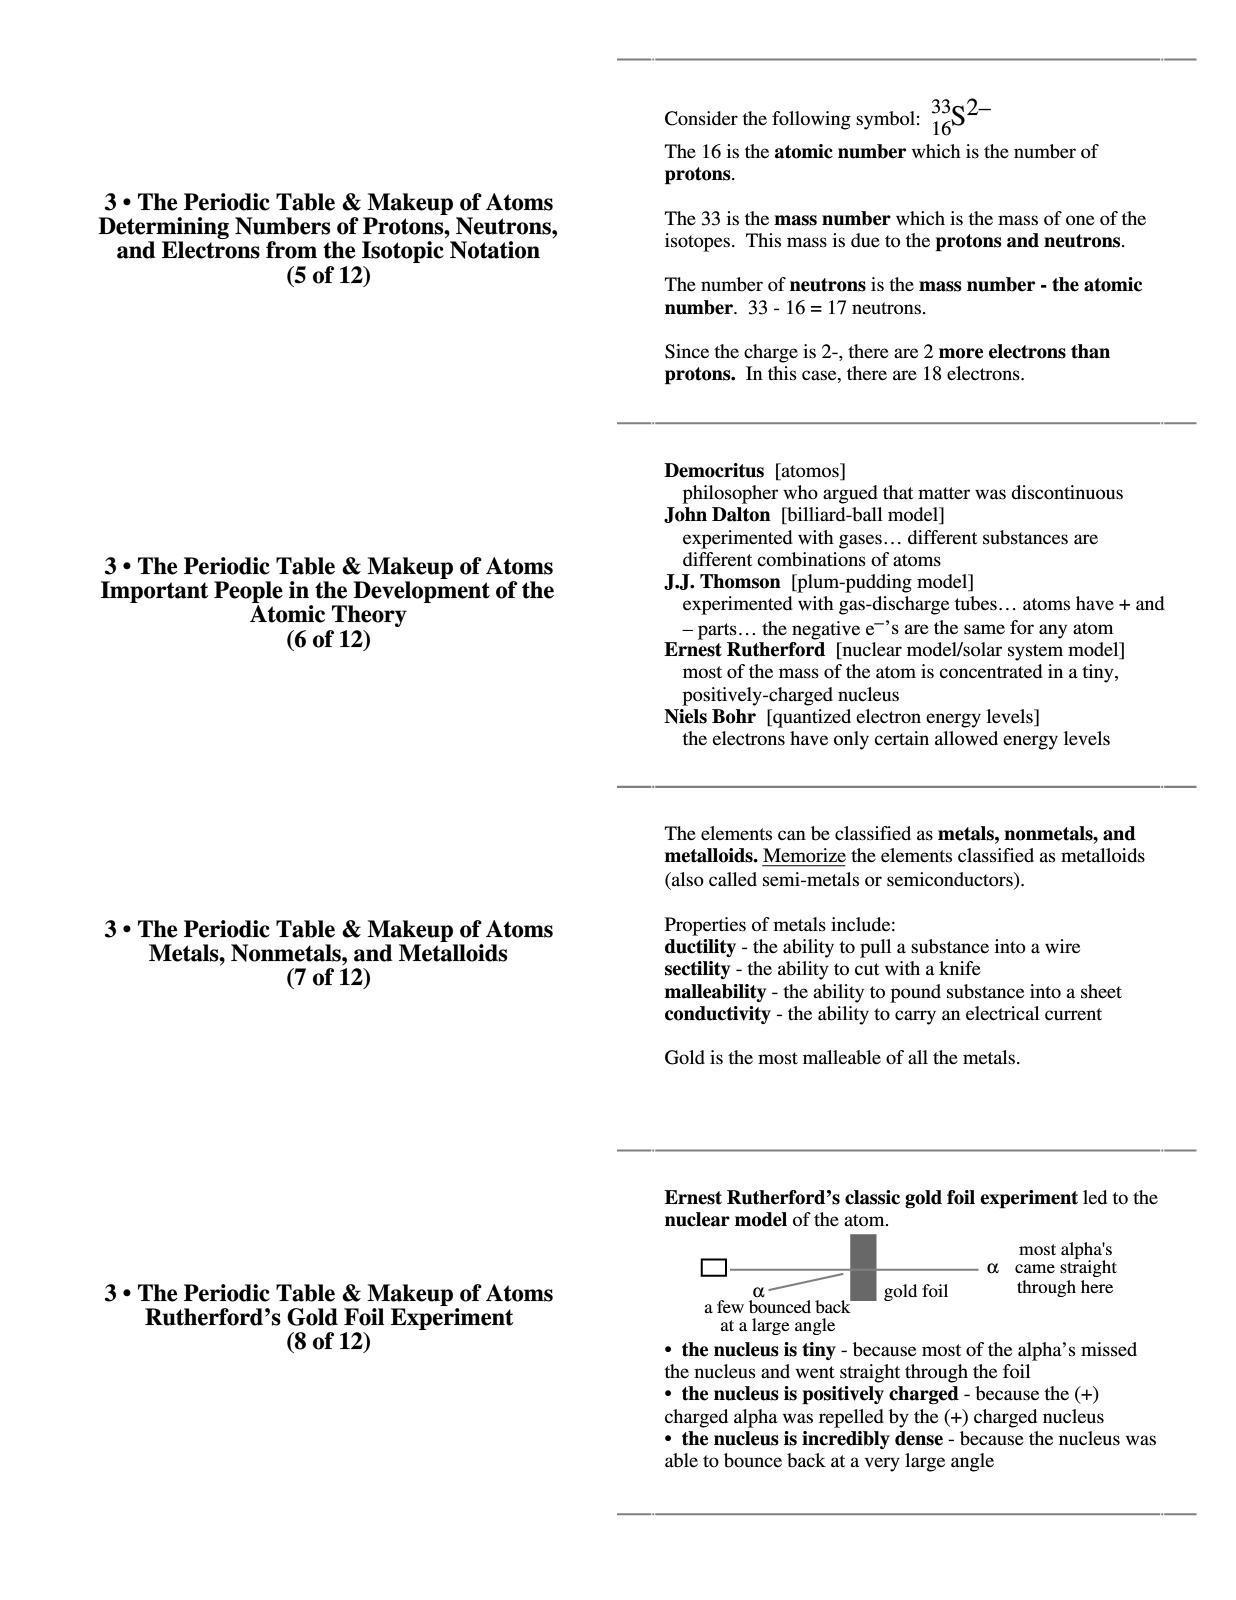 3 • The Periodic Table & Makeup of Atoms
Determining Numbers of Protons, Neutrons,
and Electrons from the Isotopic Notation
(5 of 12)
Consider the following symbol: ³³₁₆S²⁻
The 16 is the atomic number which is the number of
protons.
The 33 is the mass number which is the mass of one of the
isotopes. This mass is due to the protons and neutrons.
The number of neutrons is the mass number - the atomic
number. 33 - 16 = 17 neutrons.
Since the charge is 2-, there are 2 more electrons than
protons. In this case, there are 18 electrons.
3 • The Periodic Table & Makeup of Atoms
Important People in the Development of the
Atomic Theory
(6 of 12)
Democritus [atomos]
philosopher who argued that matter was discontinuous
John Dalton [billiard-ball model]
experimented with gases… different substances are
different combinations of atoms
J.J. Thomson [plum-pudding model]
experimented with gas-discharge tubes… atoms have + and
– parts… the negative e⁻’s are the same for any atom
Ernest Rutherford [nuclear model/solar system model]
most of the mass of the atom is concentrated in a tiny,
positively-charged nucleus
Niels Bohr [quantized electron energy levels]
the electrons have only certain allowed energy levels
3 • The Periodic Table & Makeup of Atoms
Metals, Nonmetals, and Metalloids
(7 of 12)
The elements can be classified as metals, nonmetals, and
metalloids. Memorize the elements classified as metalloids
(also called semi-metals or semiconductors).
Properties of metals include:
ductility - the ability to pull a substance into a wire
sectility - the ability to cut with a knife
malleability - the ability to pound substance into a sheet
conductivity - the ability to carry an electrical current
Gold is the most malleable of all the metals.
3 • The Periodic Table & Makeup of Atoms
Rutherford’s Gold Foil Experiment
(8 of 12)
Ernest Rutherford’s classic gold foil experiment led to the
nuclear model of the atom.
most alpha's
α came straight
through here
α
gold foil
a few bounced back
at a large angle
• the nucleus is tiny - because most of the alpha’s missed
the nucleus and went straight through the foil
• the nucleus is positively charged - because the (+)
charged alpha was repelled by the (+) charged nucleus
• the nucleus is incredibly dense - because the nucleus was
able to bounce back at a very large angle